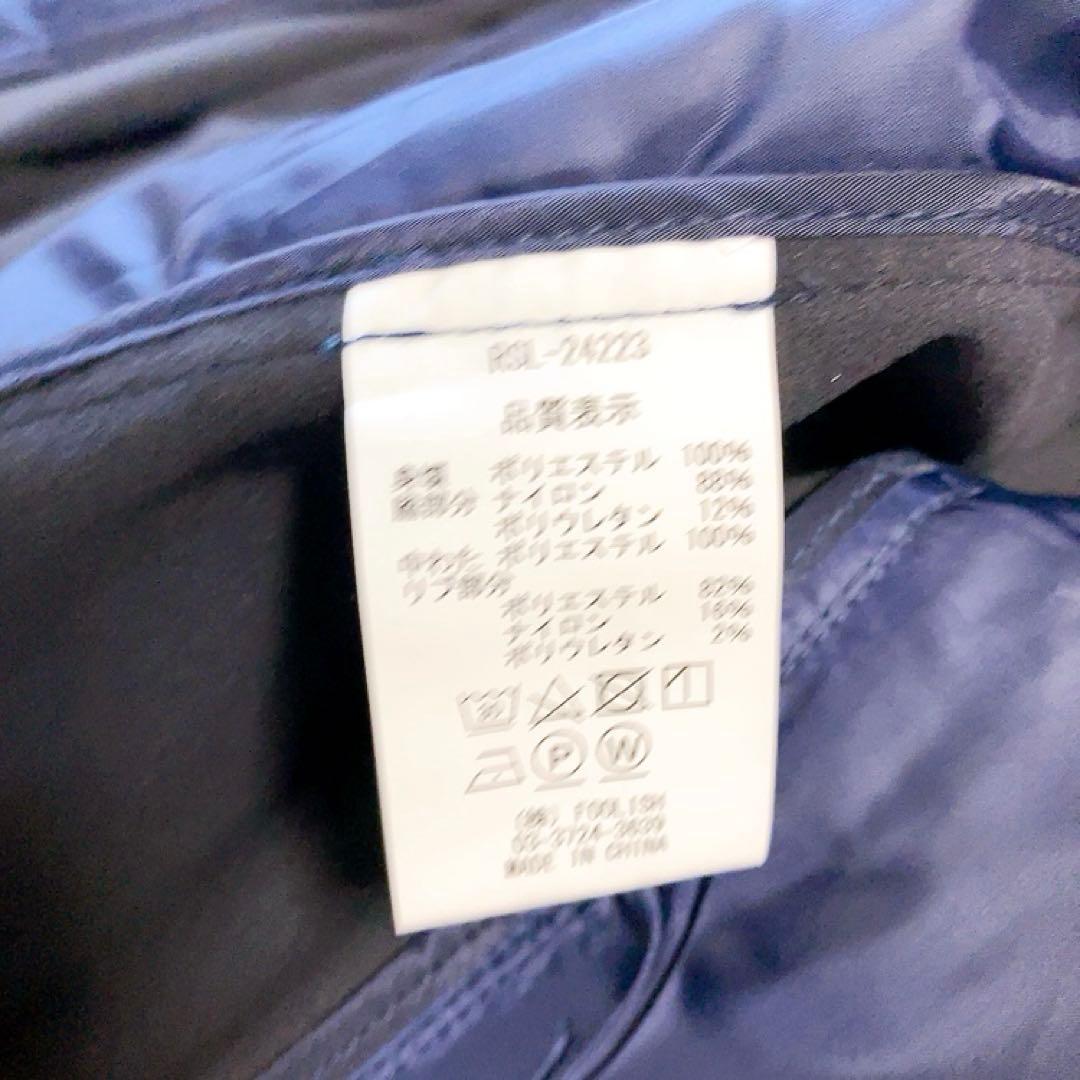 RSL-24223
品質表示
身頃 ポリエステル 100%
脇部分 ナイロン 88%
ポリウレタン 12%
中わた ポリエステル 100%
リブ部分
ポリエステル 82%
ナイロン 16%
ポリウレタン 2%
P W
(株) FOOLISH
03-3724-3639
MADE IN CHINA